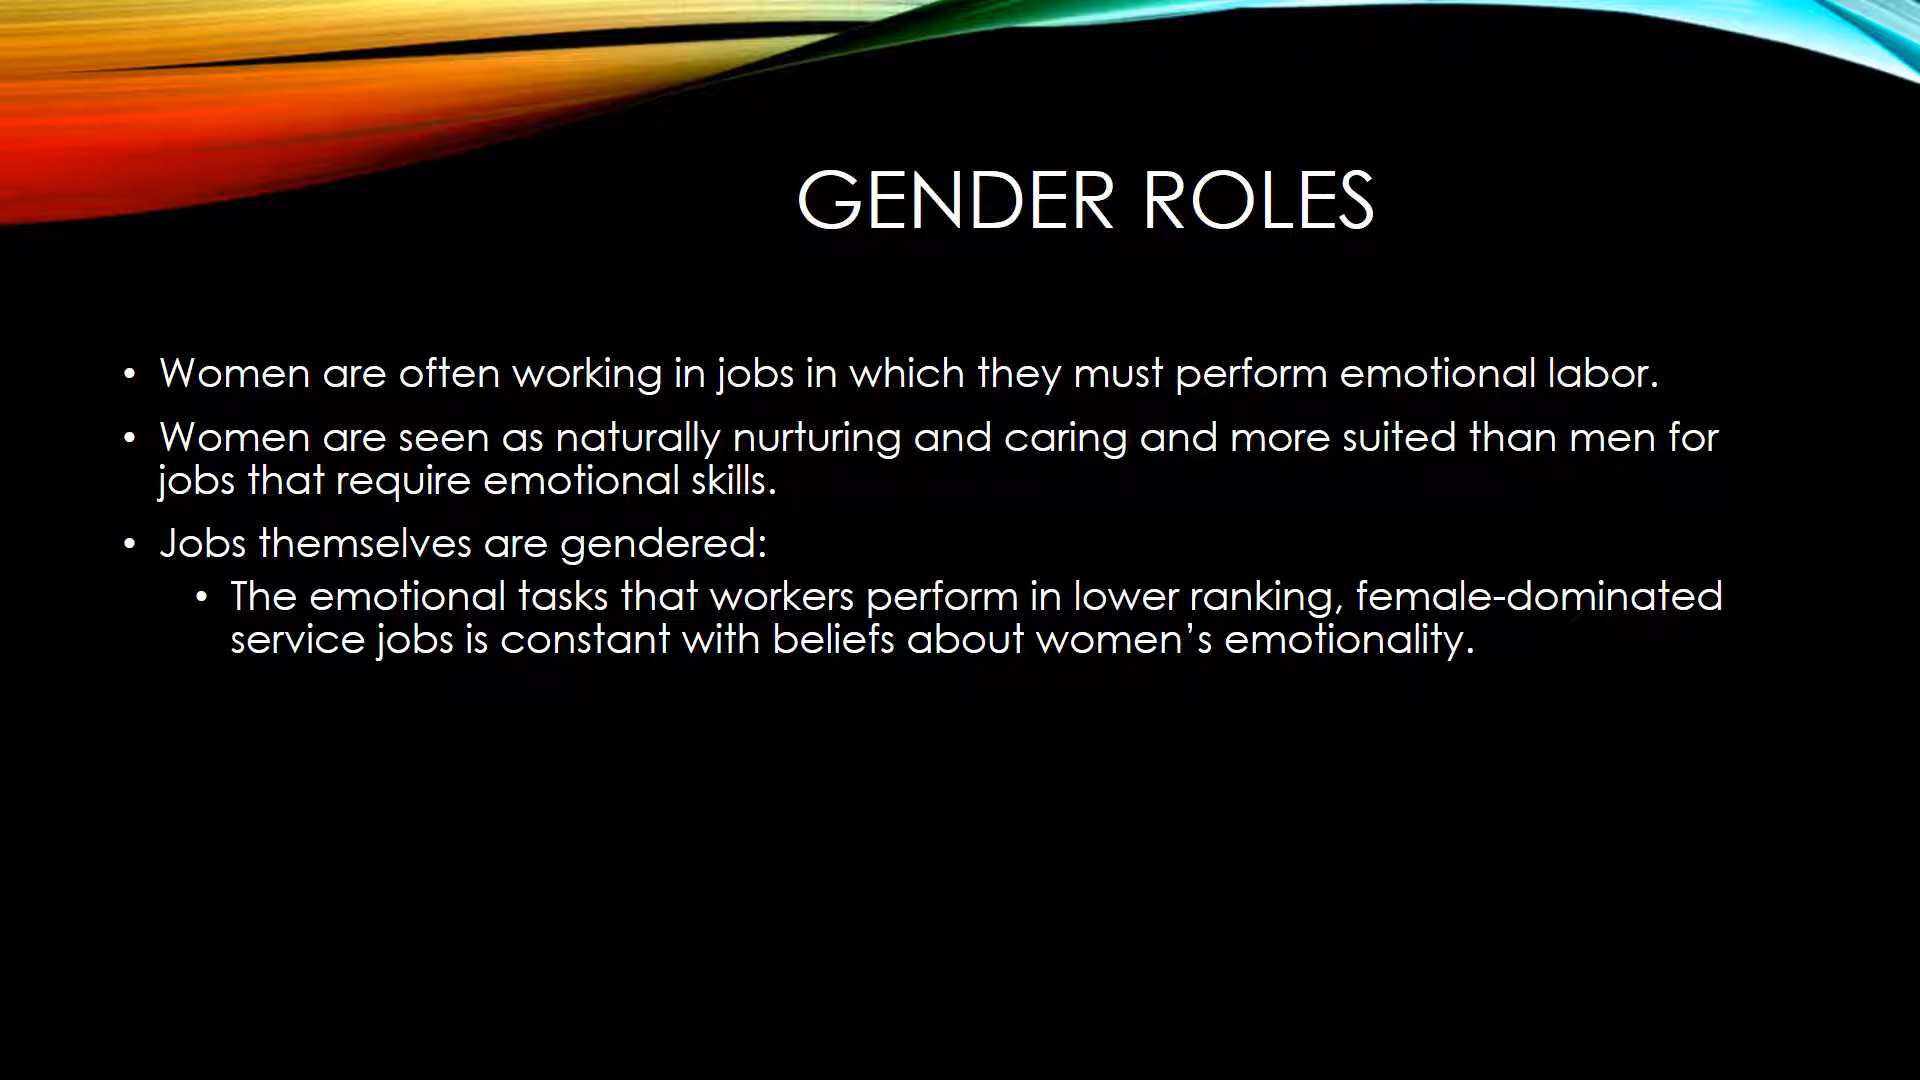 GENDER ROLES
• Women are often working in jobs in which they must perform emotional labor.
• Women are seen as naturally nurturing and caring and more suited than men for
jobs that require emotional skills.
• Jobs themselves are gendered:
• The emotional tasks that workers perform in lower ranking, female-dominated
service jobs is constant with beliefs about women’s emotionality.